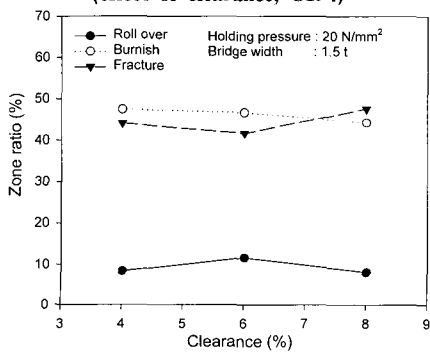 Roll over
Burnish
Fracture
Holding pressure : 20 N/mm²
Bridge width : 1.5 t
Zone ratio (%)
70
60
50
40
30
20
10
0
3 4 5 6 7 8 9
Clearance (%)